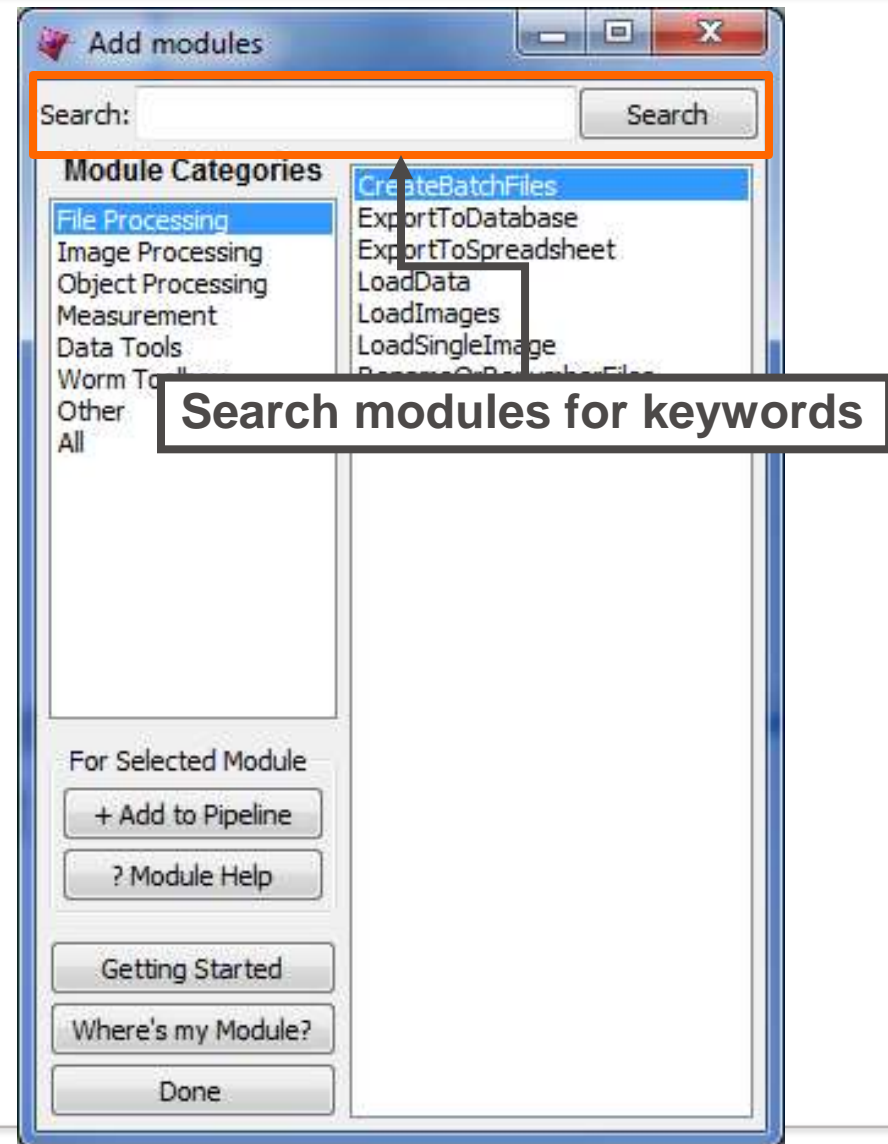 Add modules
Search:
Search
Module Categories
File Processing
Image Processing
Object Processing
Measurement
Data Tools
Worm
Other
All
CreateBatchFiles
ExportToDatabase
ExportToSpreadsheet
LoadData
LoadImages
LoadSingleImage
Search modules for keywords
For Selected Module
+ Add to Pipeline
? Module Help
Getting Started
Where's my Module?
Done